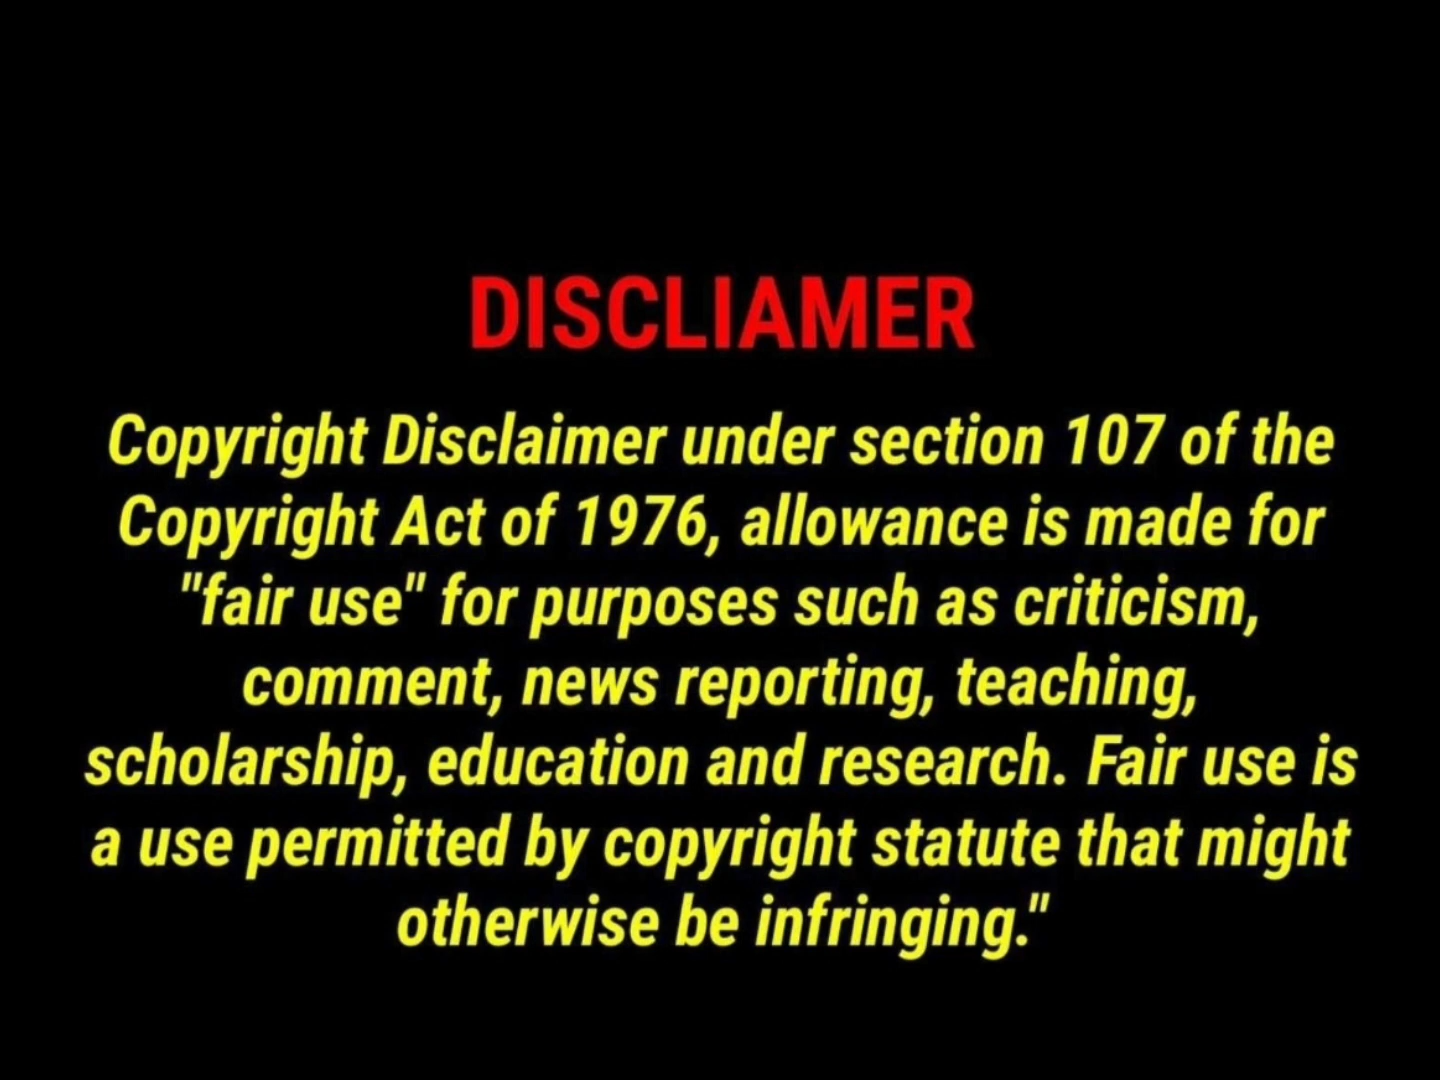 DISCLIAMER
Copyright Disclaimer under section 107 of the
Copyright Act of 1976, allowance is made for
"fair use" for purposes such as criticism,
comment, news reporting, teaching,
scholarship, education and research. Fair use is
a use permitted by copyright statute that might
otherwise be infringing."